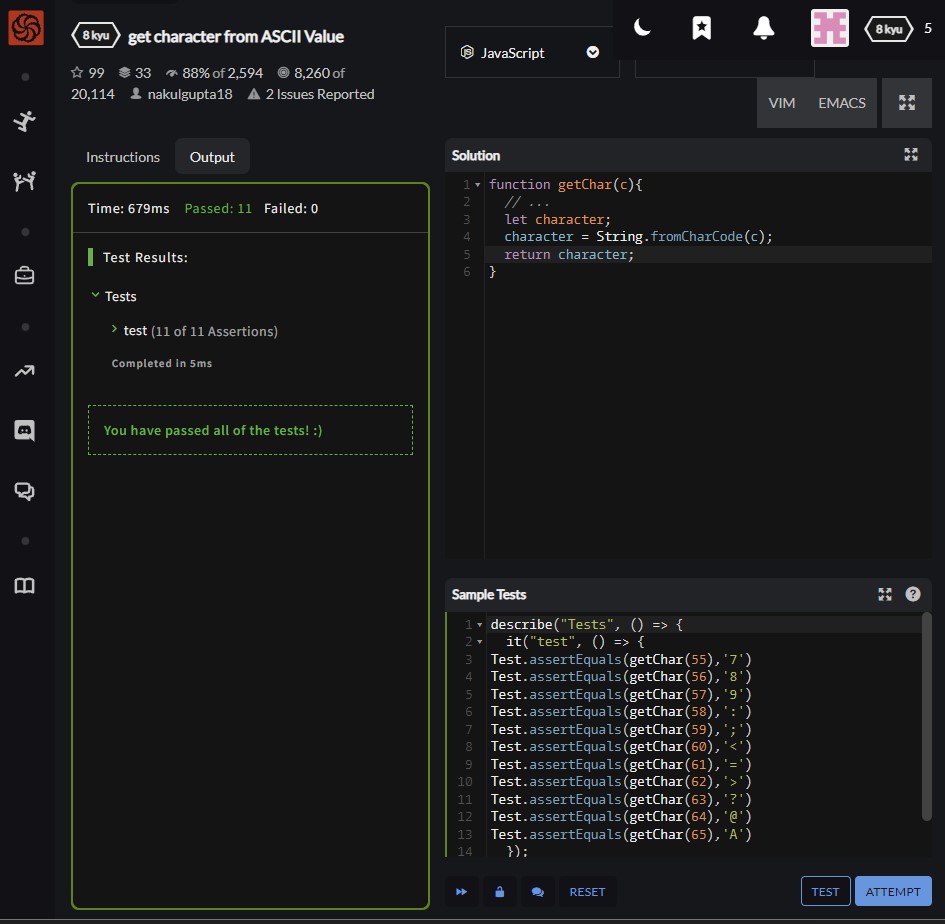 8 kyu get character from ASCII Value
99 33 88% of 2,594 8,260 of
20,114 nakulgupta18 2 Issues Reported
JavaScript
8 kyu 5
VIM EMACS
Instructions Output
Time: 679ms Passed: 11 Failed: 0
Test Results:
Tests
test (11 of 11 Assertions)
Completed in 5ms
You have passed all of the tests! :)
Solution
1 function getChar(c){
2 // ...
3 let character;
4 character = String.fromCharCode(c);
5 return character;
6 }
Sample Tests
?
1 describe("Tests", () => {
2 it("test", () => {
3 Test.assertEquals(getChar(55),'7')
4 Test.assertEquals(getChar(56),'8')
5 Test.assertEquals(getChar(57),'9')
6 Test.assertEquals(getChar(58),':')
7 Test.assertEquals(getChar(59),';')
8 Test.assertEquals(getChar(60),'<')
9 Test.assertEquals(getChar(61),'=')
10 Test.assertEquals(getChar(62),'>')
11 Test.assertEquals(getChar(63),'?')
12 Test.assertEquals(getChar(64),'@')
13 Test.assertEquals(getChar(65),'A')
14 });
RESET TEST ATTEMPT